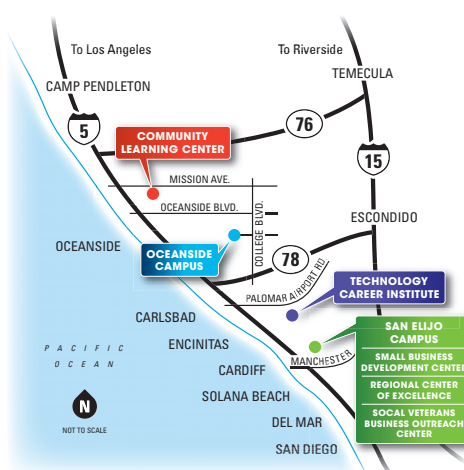 To Los Angeles
To Riverside
TEMECULA
CAMP PENDLETON
5
76
COMMUNITY
LEARNING CENTER
15
MISSION AVE.
OCEANSIDE BLVD.
COLLEGE BLVD.
ESCONDIDO
OCEANSIDE
OCEANSIDE
CAMPUS
78
PALOMAR AIRPORT RD.
TECHNOLOGY
CAREER INSTITUTE
CARLSBAD
SAN ELIJO
CAMPUS
PACIFIC
OCEAN
ENCINITAS
MANCHESTER
SMALL BUSINESS
DEVELOPMENT CENTER
CARDIFF
REGIONAL CENTER
OF EXCELLENCE
SOLANA BEACH
N
SOCAL VETERANS
BUSINESS OUTREACH
CENTER
DEL MAR
NOT TO SCALE
SAN DIEGO